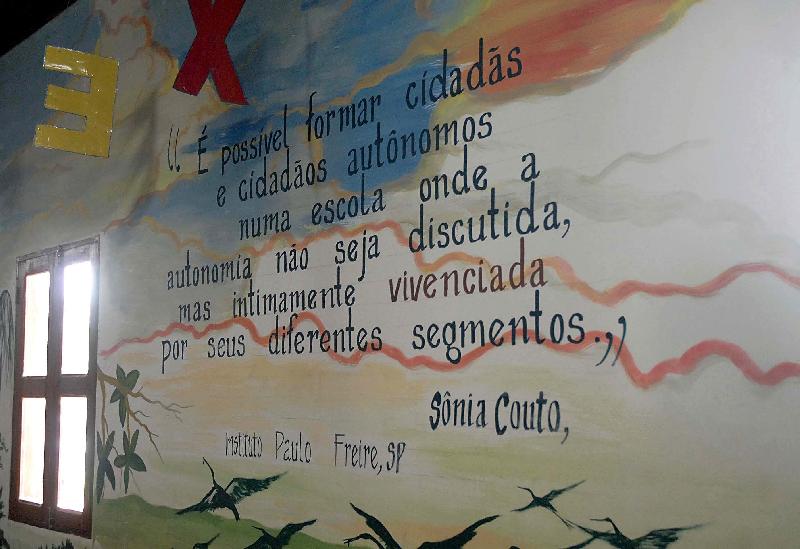 E X
“ É possível formar cidadãs
e cidadãos autônomos
numa escola onde a
autonomia não seja discutida,
mas intimamente vivenciada
por seus diferentes segmentos.”
Sônia Couto,
Instituto Paulo Freire, SP